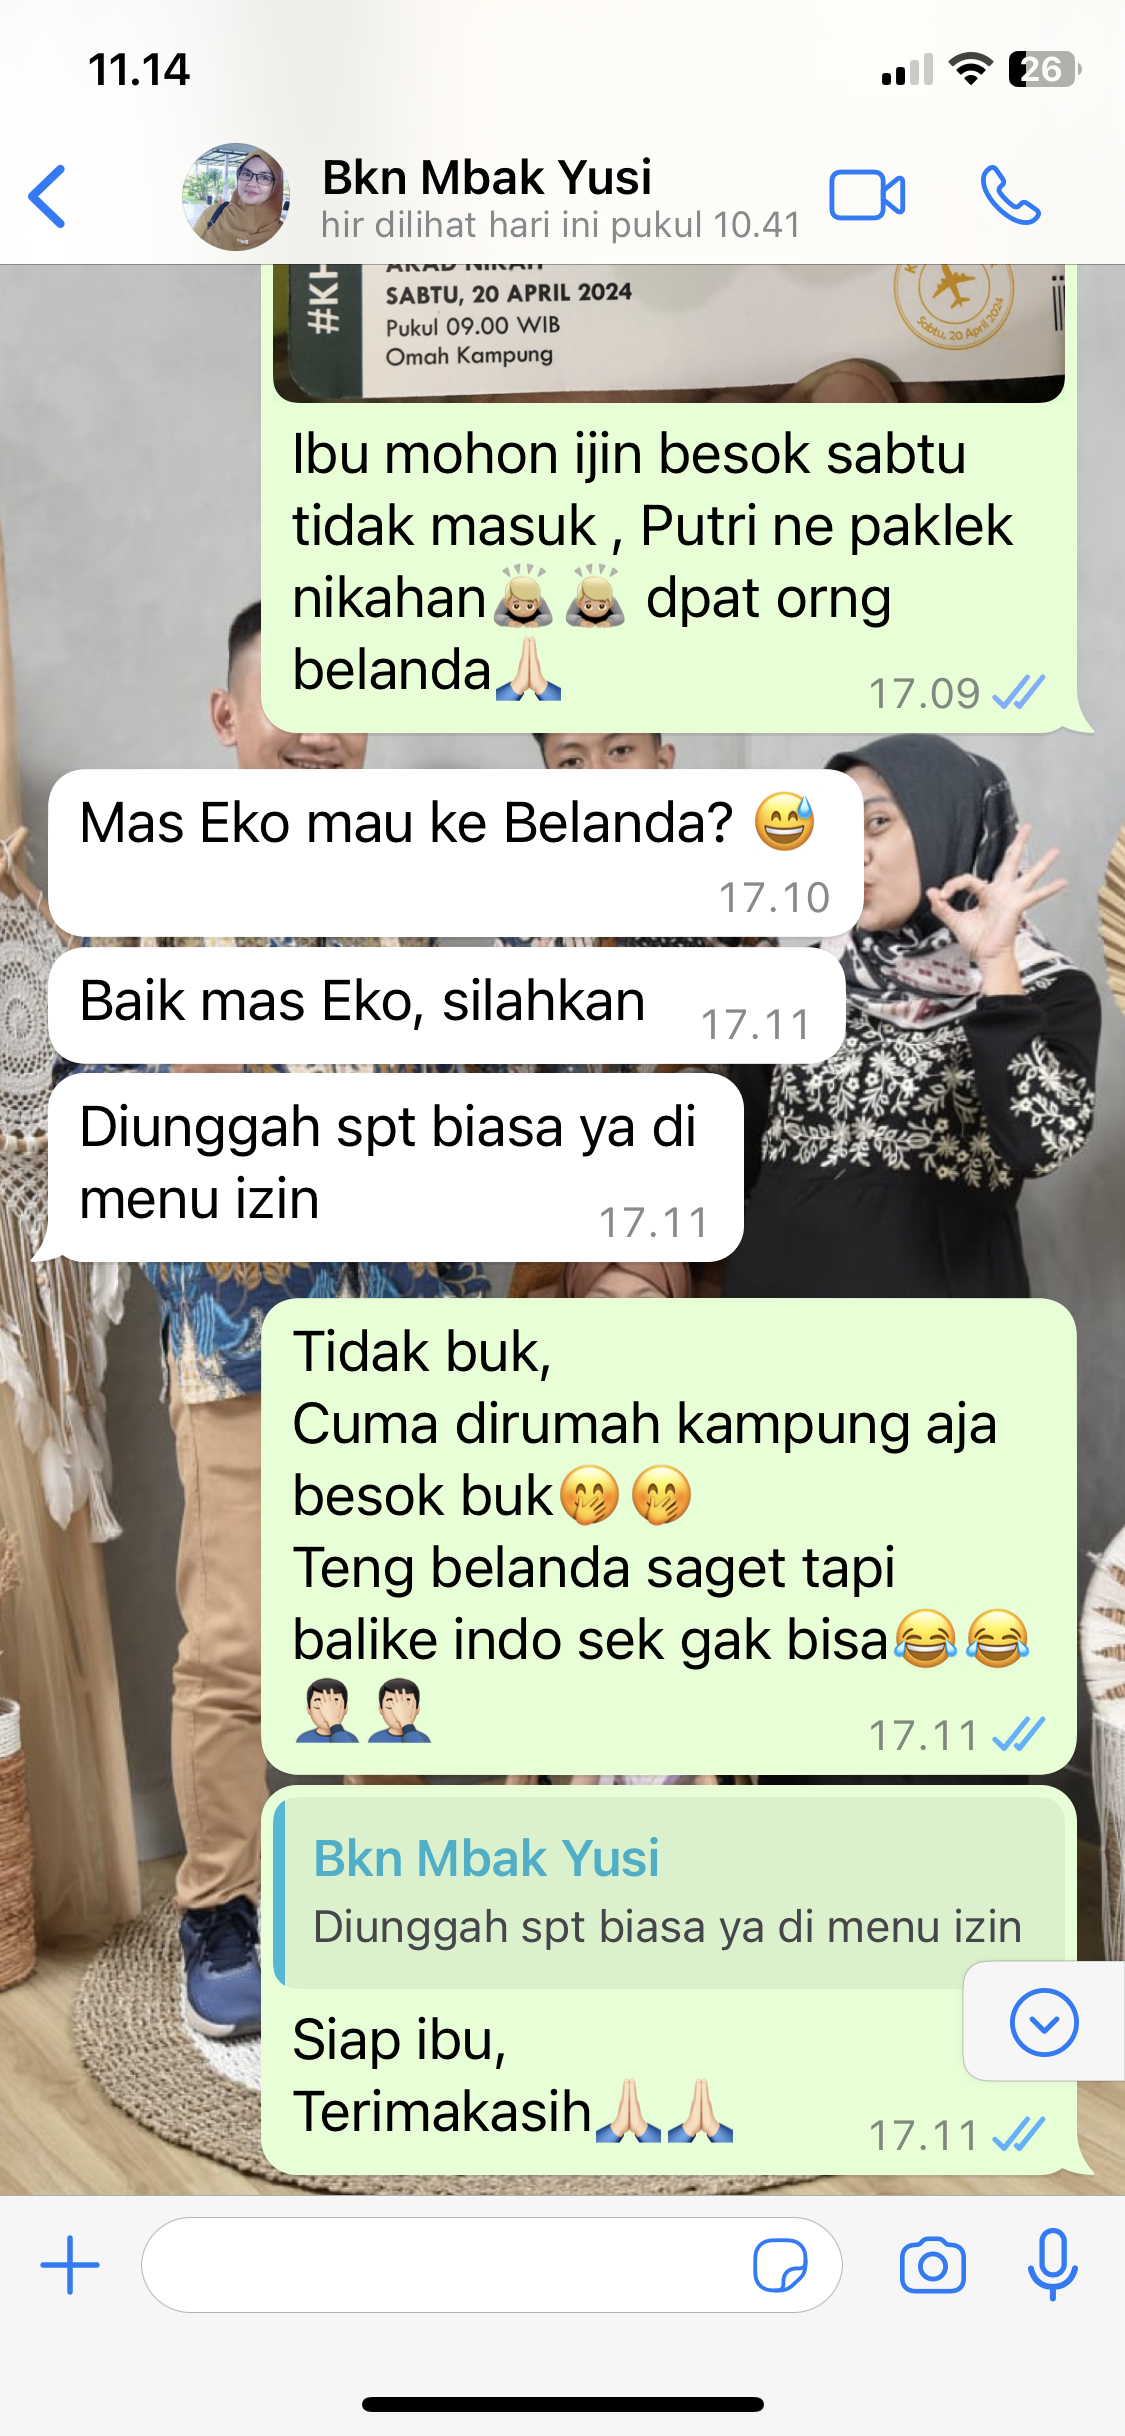 11.14
26
Bkn Mbak Yusi
hir dilihat hari ini pukul 10.41
#KH
AKAD NIKAH
SABTU, 20 APRIL 2024
Pukul 09.00 WIB
Omah Kampung
Sabtu, 20 April 2024
Ibu mohon ijin besok sabtu
tidak masuk , Putri ne paklek
nikahan🙇🏼🙇🏼 dpat orng
belanda🙏🏻
17.09
Mas Eko mau ke Belanda? 😅
17.10
Baik mas Eko, silahkan
17.11
Diunggah spt biasa ya di
menu izin
17.11
Tidak buk,
Cuma dirumah kampung aja
besok buk🤭🤭
Teng belanda saget tapi
balike indo sek gak bisa😂😂
🤦🏻‍♂️🤦🏻‍♂️
17.11
Bkn Mbak Yusi
Diunggah spt biasa ya di menu izin
Siap ibu,
Terimakasih🙏🏻🙏🏻
17.11